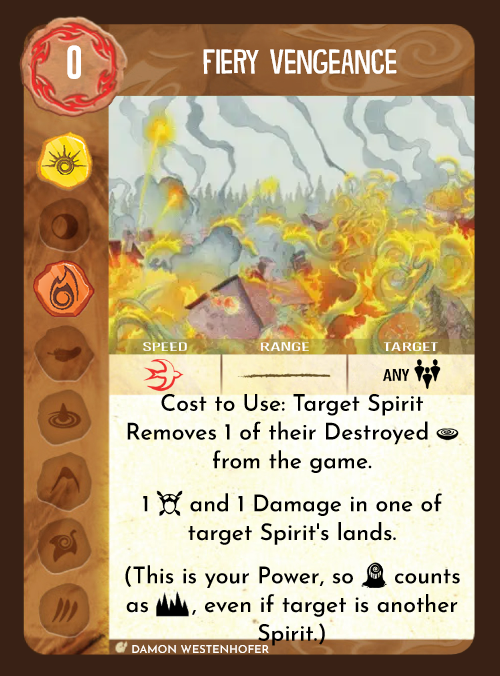 0
FIERY VENGEANCE
SPEED RANGE TARGET
ANY
Cost to Use: Target Spirit
Removes 1 of their Destroyed
from the game.
1 and 1 Damage in one of
target Spirit's lands.
(This is your Power, so counts
as , even if target is another
Spirit.)
DAMON WESTENHOFER